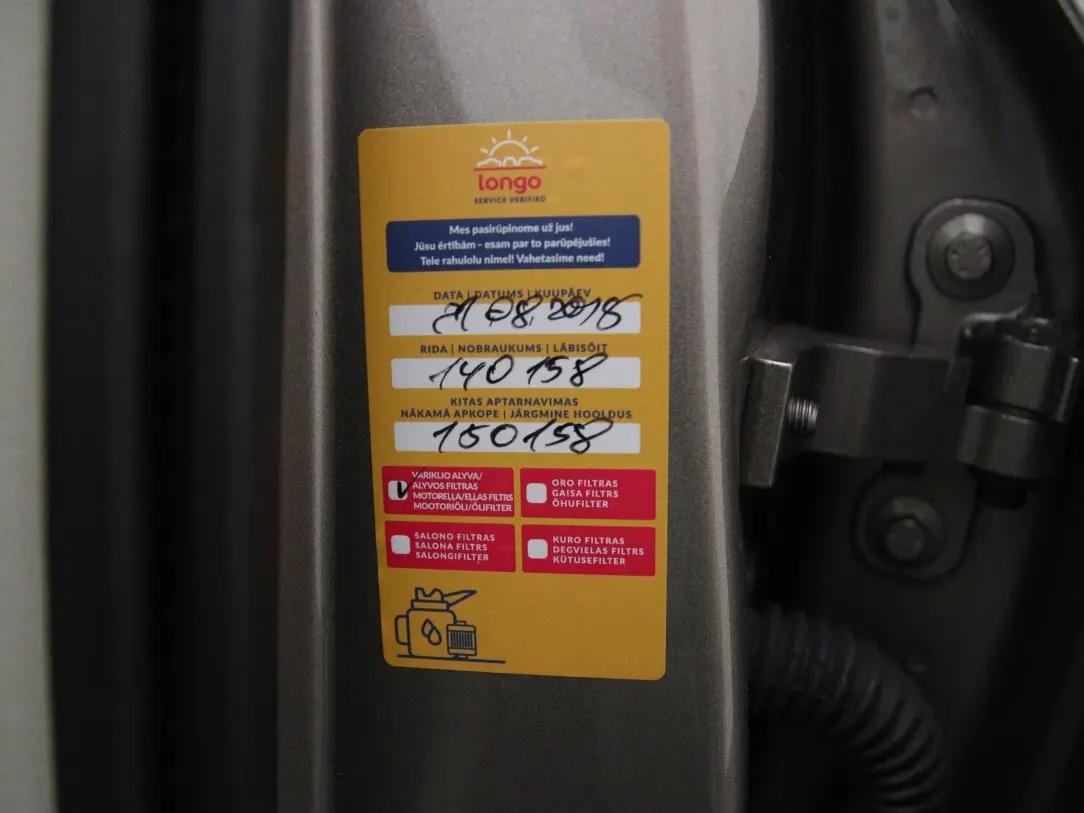 longo
SERVICE VERIFIED
Mes pasirūpinome už jus!
Jūsu ērtībām - esam par to parūpējušies!
Teie rahulolu nimel! Vahetasime need!
DATA | DATUMS | KUUPÄEV
21 08, 2018
RIDA | NOBRAUKUMS | LÄBISÕIT
140 158
KITAS APTARNAVIMAS
NĀKAMĀ APKOPE | JÄRGMINE HOOLDUS
150158
VARIKLIO ALYVA/
ALYVOS FILTRAS
MOTOREĻĻA/EĻĻAS FILTRS
MOOTORIÕLI/ÕLIFILTER
ORO FILTRAS
GAISA FILTRS
ÕHUFILTER
SALONO FILTRAS
SALONA FILTRS
SALONGIFILTER
KURO FILTRAS
DEGVIELAS FILTRS
KÜTUSEFILTER